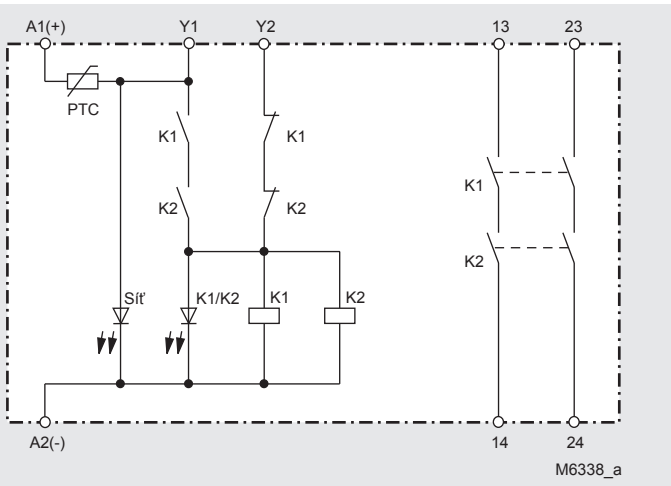 A1(+) Y1 Y2 13 23
PTC
K1 K1
K1
K2 K2
K2
Síť K1/K2 K1 K2
A2(-) 14 24
M6338_a